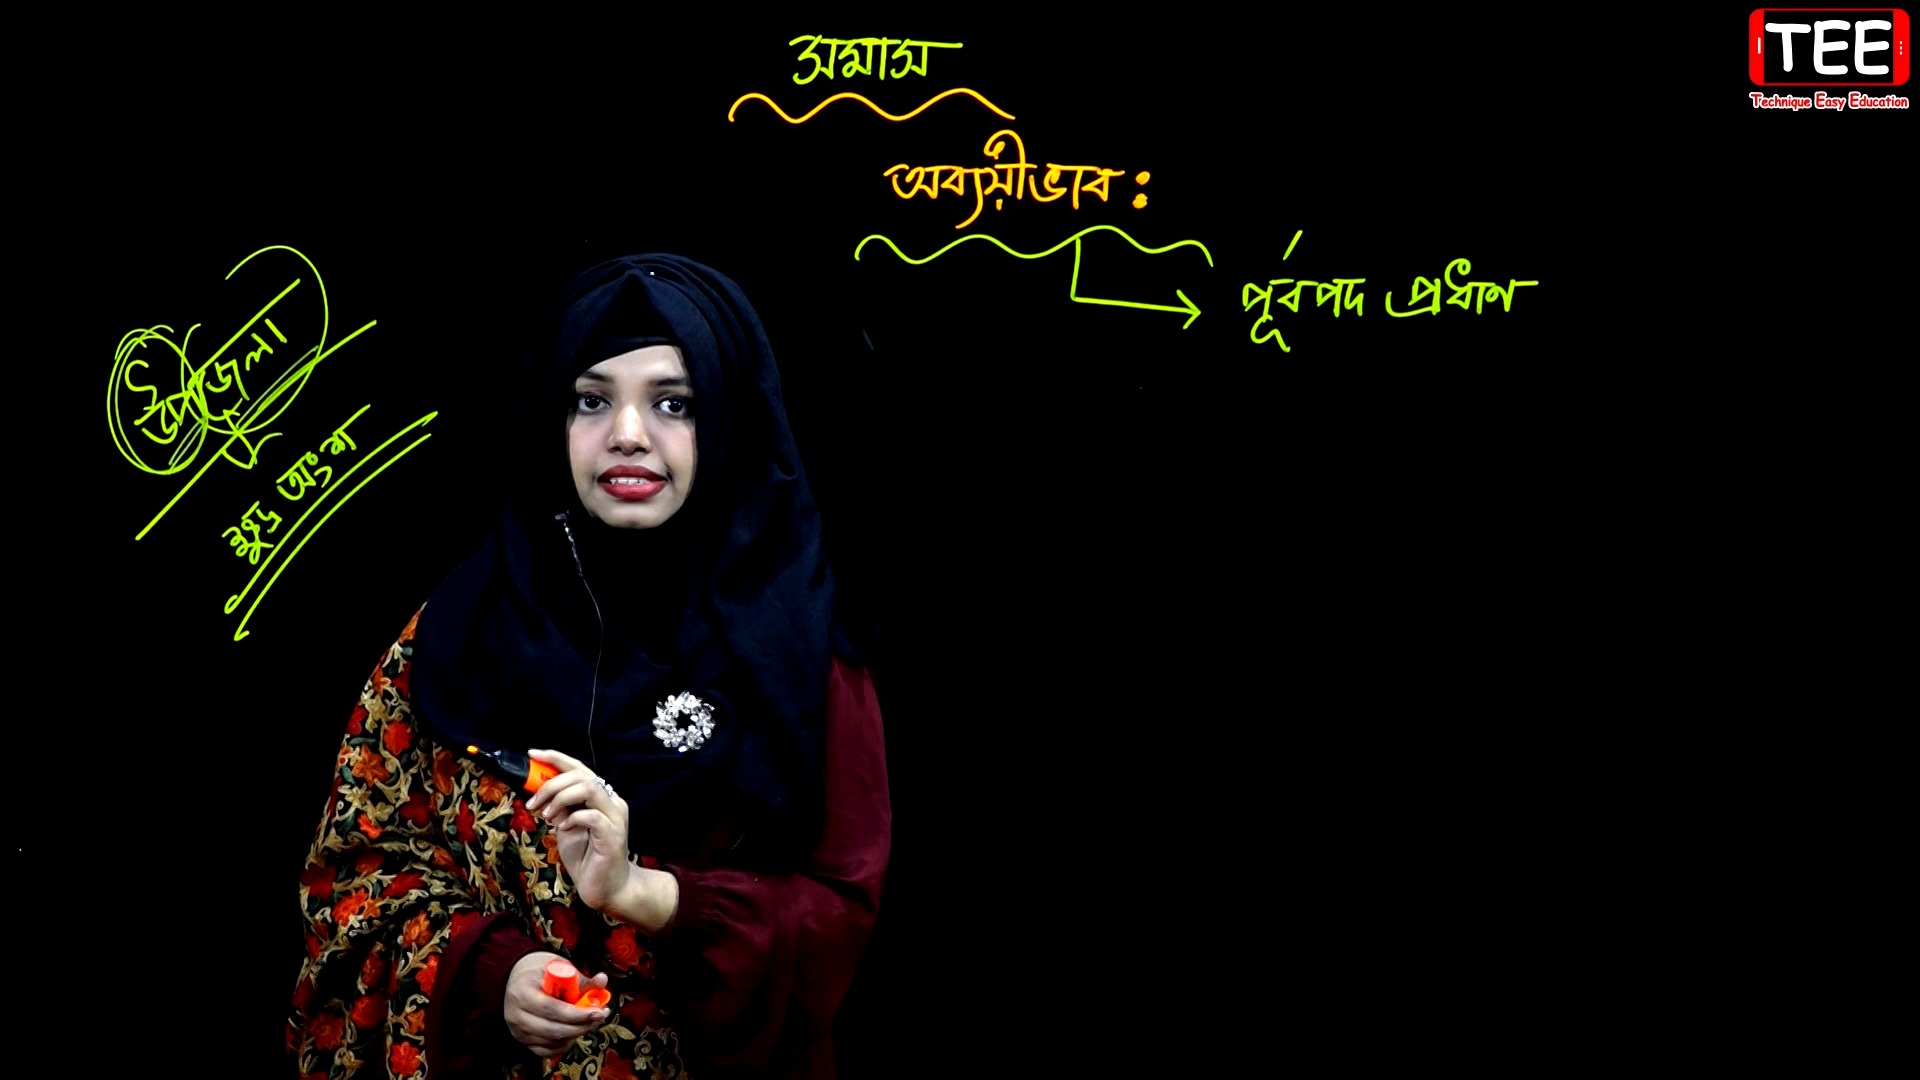 সমাস
অব্যয়ীভাব :
পূর্বপদ প্রধাণ
উপজেলা
ক্ষুদ্র অংশ
TEE
Technique Easy Education